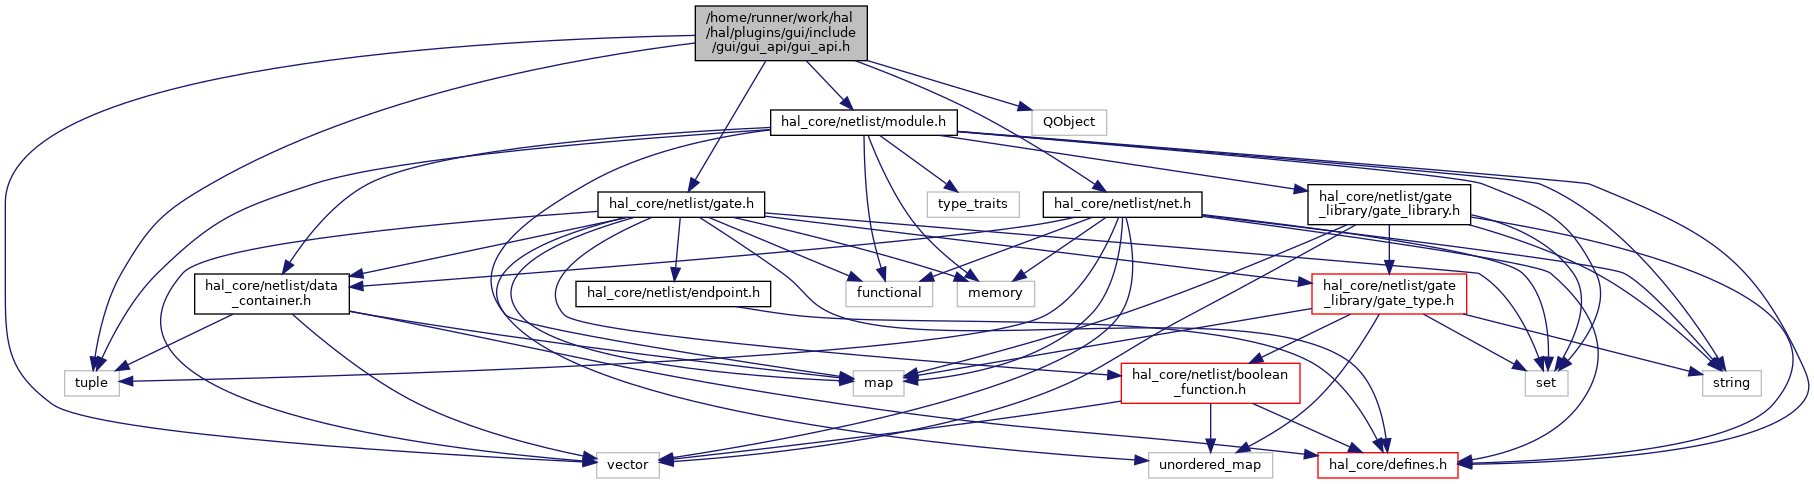 /home/runner/work/hal
/hal/plugins/gui/include
/gui/gui_api/gui_api.h
hal_core/netlist/module.h
QObject
hal_core/netlist/gate.h
type_traits
hal_core/netlist/net.h
hal_core/netlist/gate
_library/gate_library.h
hal_core/netlist/data
_container.h
hal_core/netlist/endpoint.h
functional
memory
hal_core/netlist/gate
_library/gate_type.h
tuple
map
hal_core/netlist/boolean
_function.h
set
string
vector
unordered_map
hal_core/defines.h